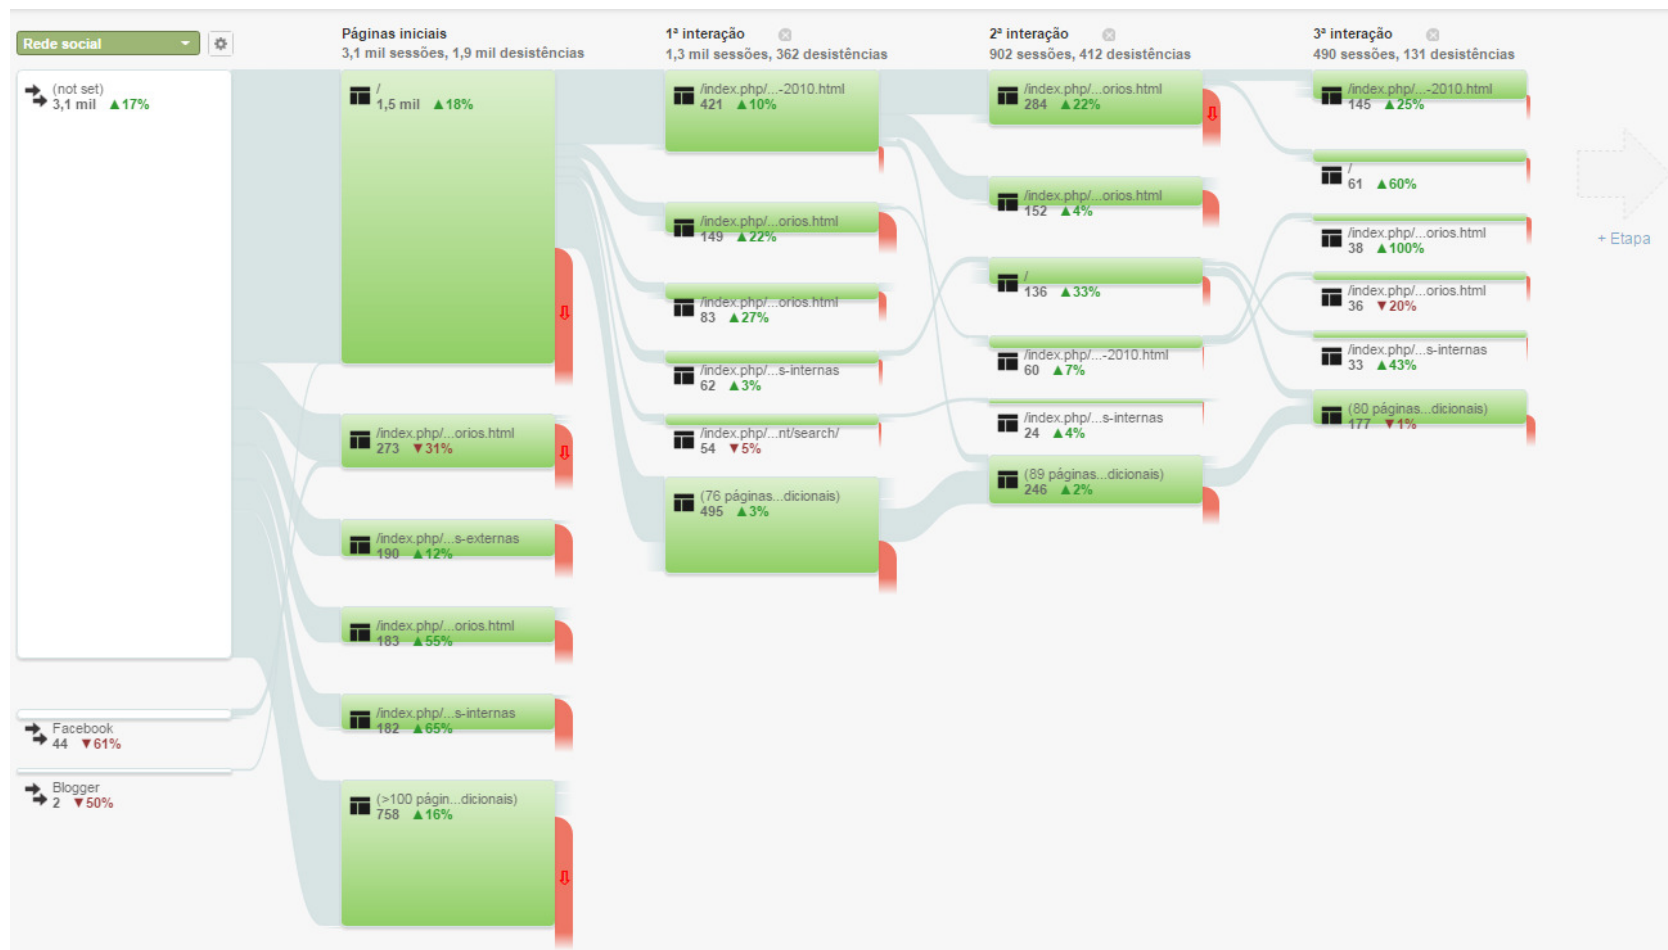 Rede social
(not set)
3,1 mil ▲17%
Facebook
44 ▼61%
Blogger
2 ▼50%
Páginas iniciais
3,1 mil sessões, 1,9 mil desistências
/
1,5 mil ▲18%
/index.php/...orios.html
273 ▼31%
/index.php/...s-externas
190 ▲12%
/index.php/...orios.html
183 ▲55%
/index.php/...s-internas
182 ▲65%
(>100 págin...dicionais)
758 ▲16%
1ª interação
1,3 mil sessões, 362 desistências
/index.php/...-2010.html
421 ▲10%
/index.php/...orios.html
149 ▲22%
/index.php/...orios.html
83 ▲27%
/index.php/...s-internas
62 ▲3%
/index.php/...nt/search/
54 ▼5%
(76 páginas...dicionais)
495 ▲3%
2ª interação
902 sessões, 412 desistências
/index.php/...orios.html
284 ▲22%
/index.php/...orios.html
152 ▲4%
/
136 ▲33%
/index.php/...-2010.html
60 ▲7%
/index.php/...s-internas
24 ▲4%
(89 páginas...dicionais)
246 ▲2%
3ª interação
490 sessões, 131 desistências
/index.php/...-2010.html
145 ▲25%
/
61 ▲60%
/index.php/...orios.html
38 ▲100%
/index.php/...orios.html
36 ▼20%
/index.php/...s-internas
33 ▲43%
(80 páginas...dicionais)
177 ▼1%
+ Etapa